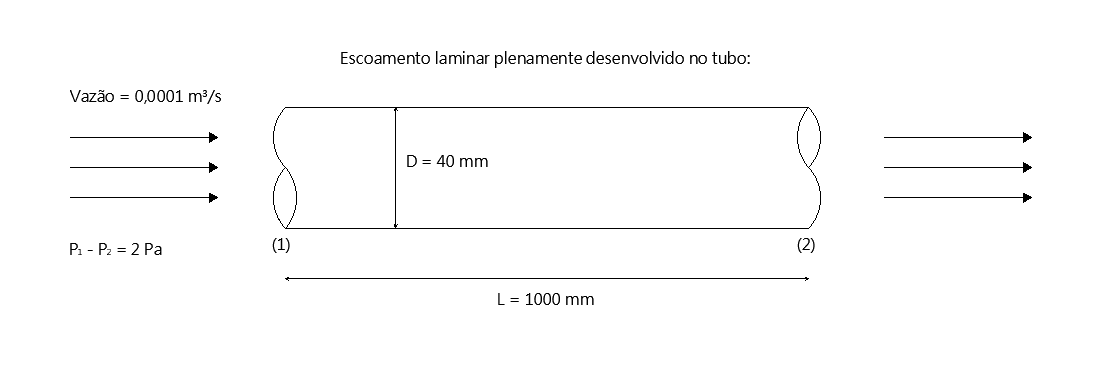 Escoamento laminar plenamente desenvolvido no tubo:
Vazão = 0,0001 m³/s
D = 40 mm
P₁ - P₂ = 2 Pa
(1)
(2)
L = 1000 mm